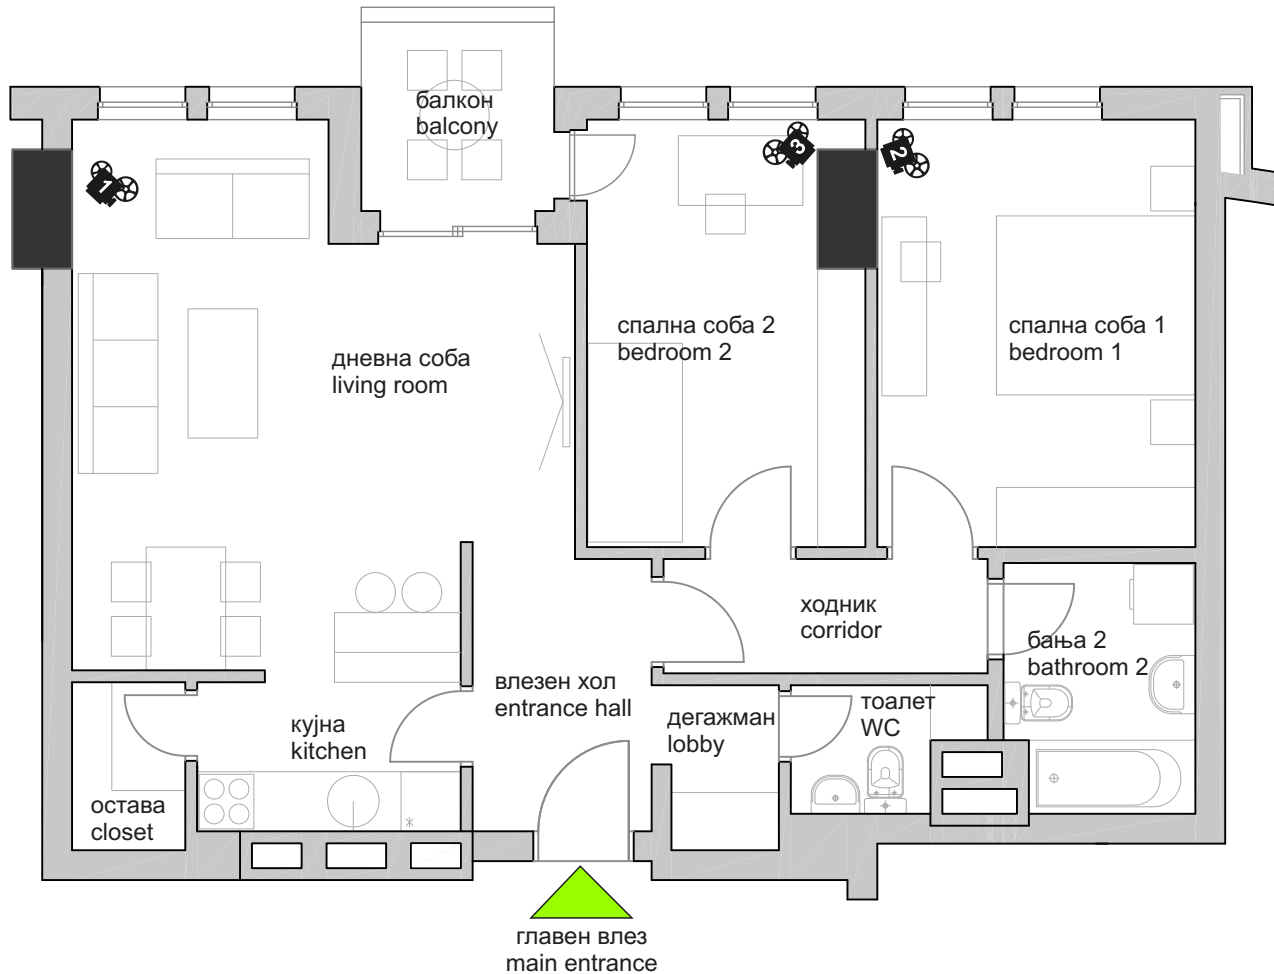 балкон
balcony
1
3
2
спална соба 2
bedroom 2
спална соба 1
bedroom 1
дневна соба
living room
ходник
corridor
бања 2
bathroom 2
влезен хол
entrance hall
тоалет
WC
дегажман
lobby
кујна
kitchen
остава
closet
главен влез
main entrance